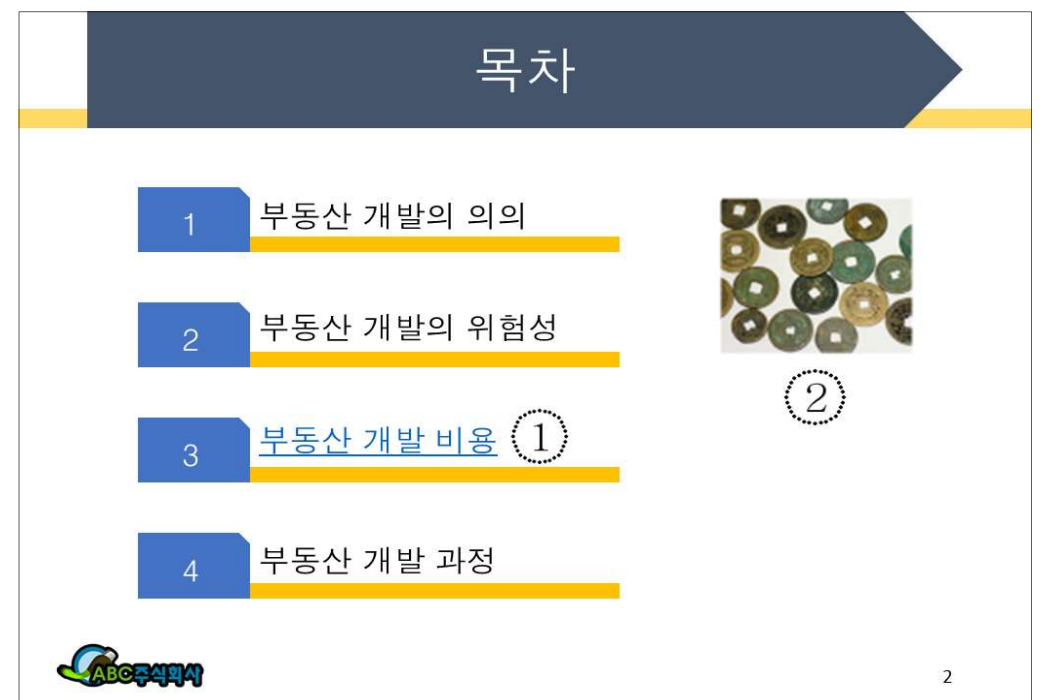 목차
1
부동산 개발의 의의
2
부동산 개발의 위험성
②
3
부동산 개발 비용 ①
4
부동산 개발 과정
ABC주식회사
2